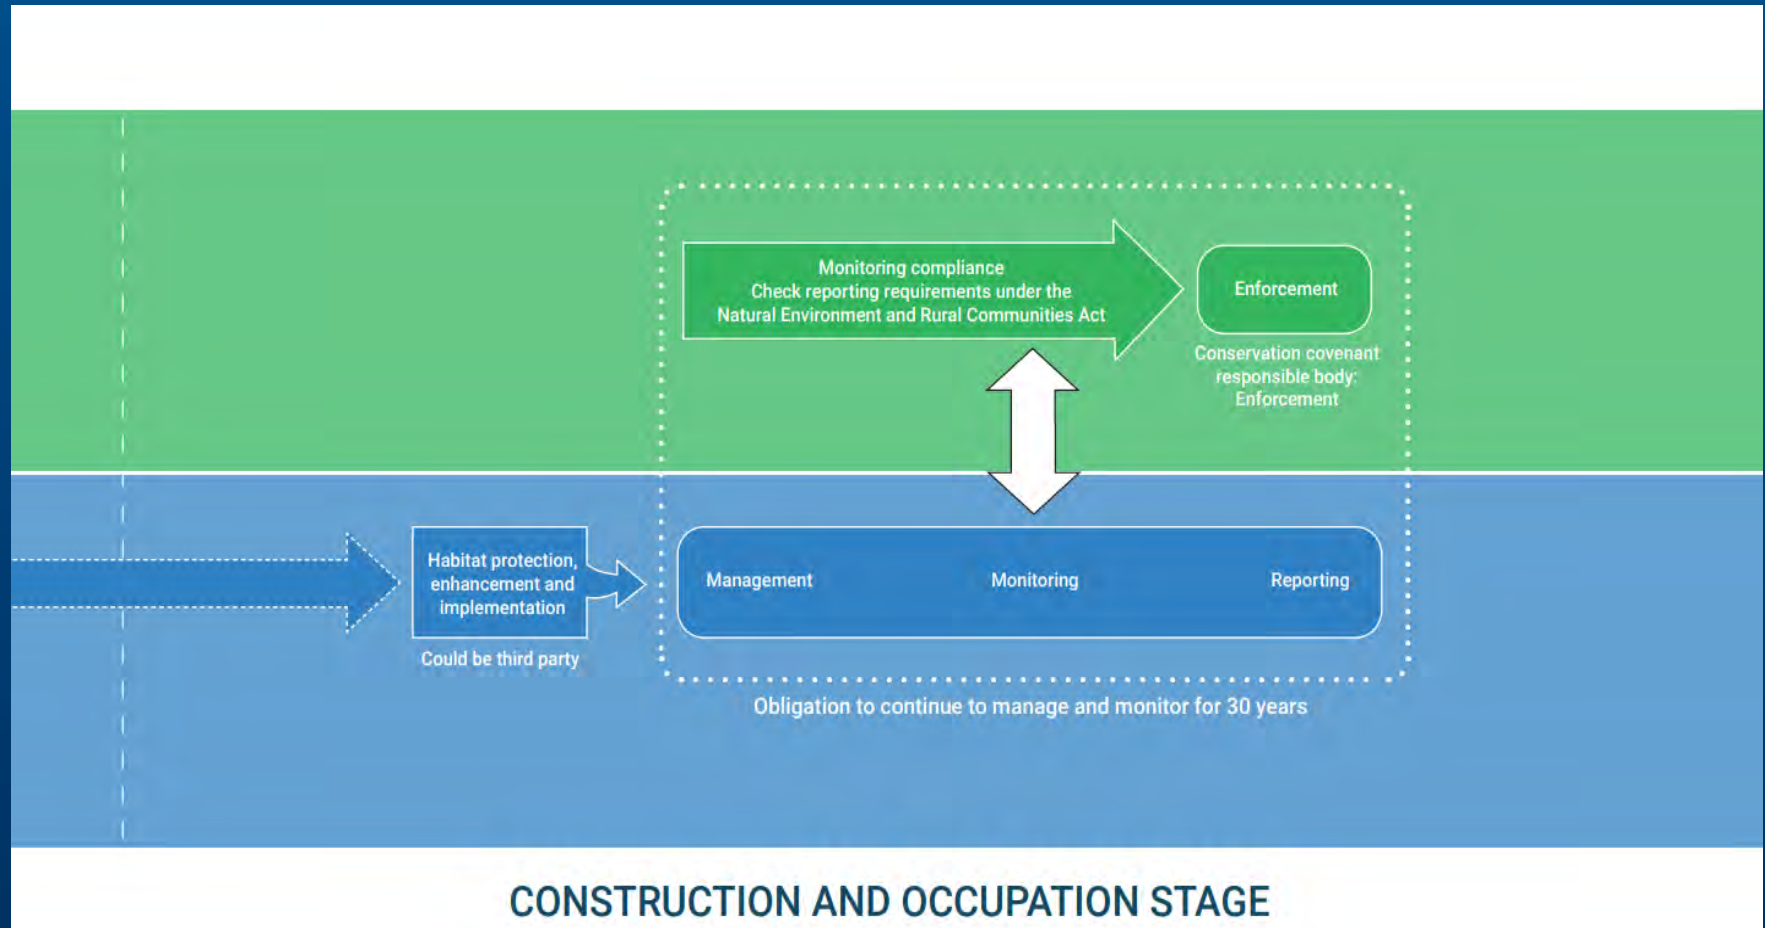 Monitoring compliance
Check reporting requirements under the
Natural Environment and Rural Communities Act
Enforcement
Conservation covenant
responsible body:
Enforcement
Habitat protection,
enhancement and
implementation
Could be third party
Management
Monitoring
Reporting
Obligation to continue to manage and monitor for 30 years
CONSTRUCTION AND OCCUPATION STAGE